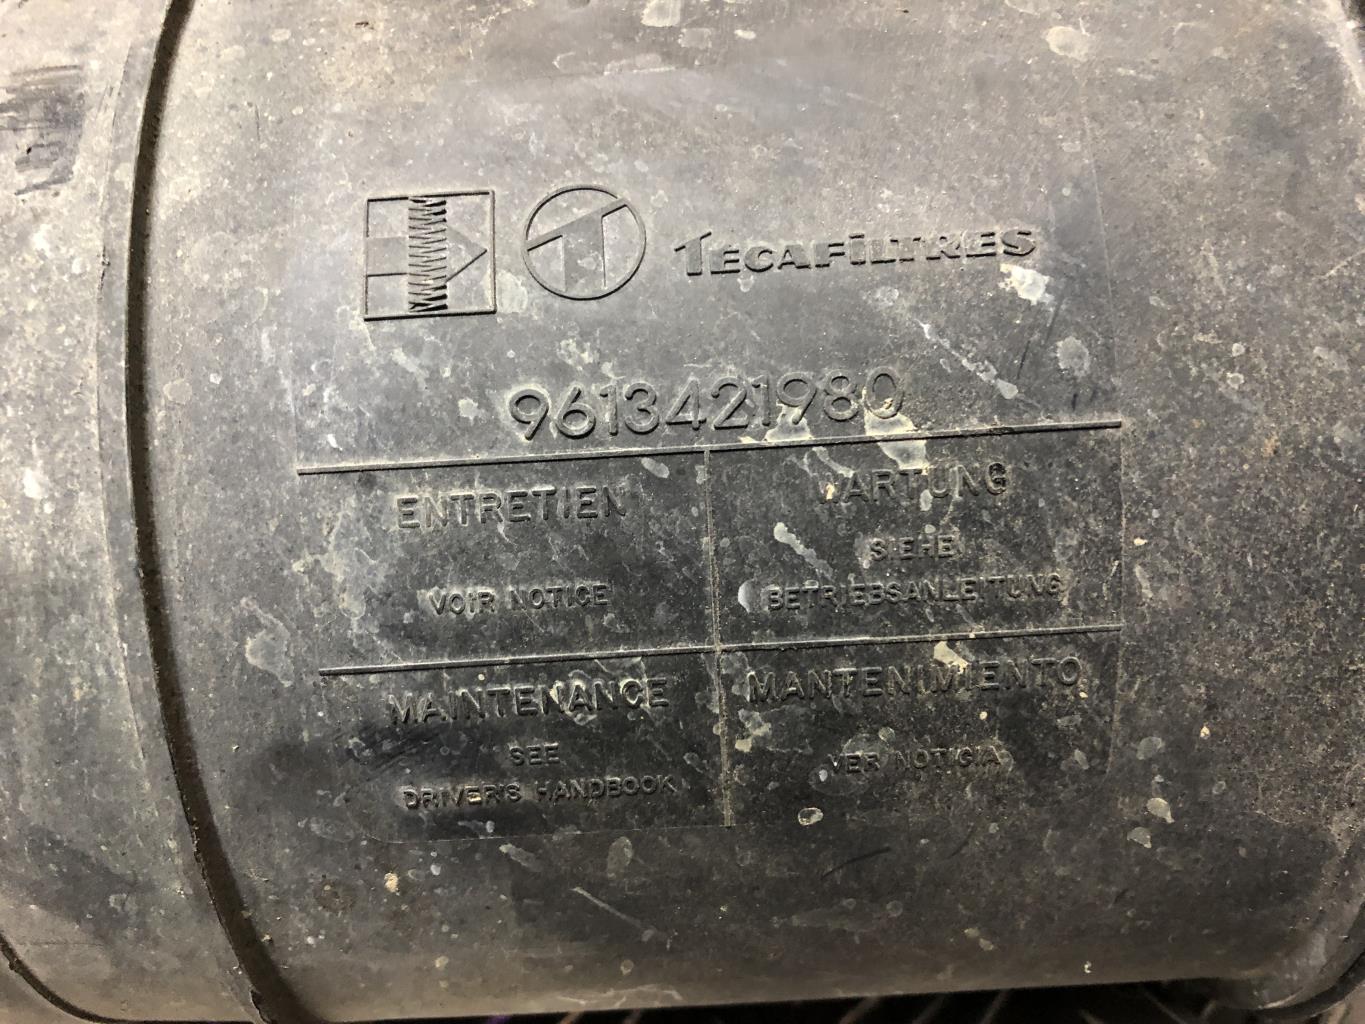 TECAFILTRES
9613421980
ENTRETIEN
VOIR NOTICE
WARTUNG
SIEHE
BETRIEBSANLEITUNG
MAINTENANCE
SEE
DRIVER'S HANDBOOK
MANTENIMIENTO
VER NOTICIA